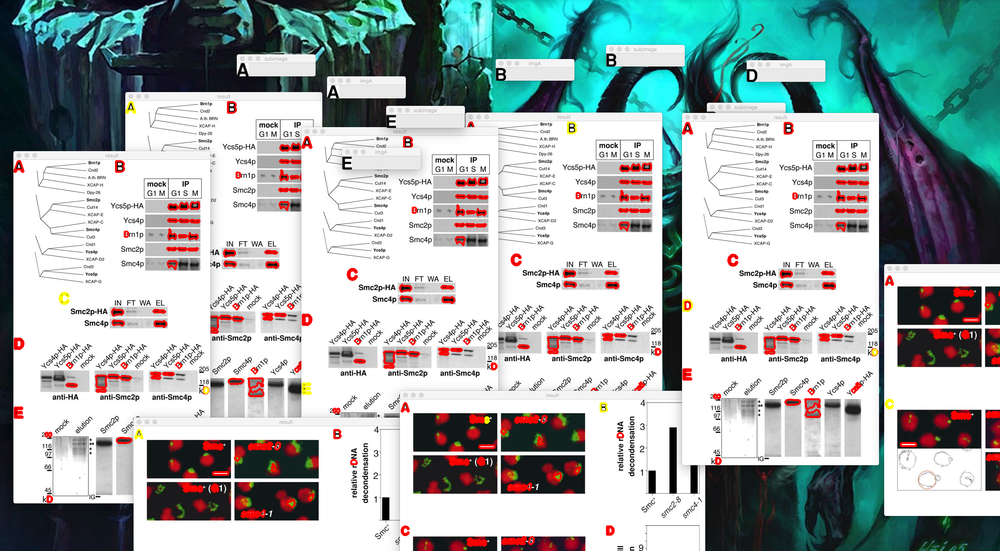 subimage
A
imgA
A
imgA
B
subimage
B
imgA
D
subimage
subimage
E
imgA
E
result
A
B
Brn1p
Cnd2
A.th. BRN
XCAP-H
Dpy-26
Smc2p
Cut14
mock IP
G1 M G1 S
Ycs5p-HA
Ycs4p
Brn1p
Smc2p
Smc4p
IN FT WA EL
Ycs4p-HA
Ycs5p-HA
Brn1p-HA
mock
Ycs4p-HA
Ycs5p-HA
anti-Smc2p
Smc2p
Smc4p
Brn1p
Ycs4p
E
result
A
B
Brn1p
Cnd2
A.th. BRN
XCAP-H
Dpy-26
Smc2p
Cut14
XCAP-E
XCAP-C
Smc4p
Cut3
Cnd1
Ycs4p
XCAP-D2
Cnd3
Ycs5p
XCAP-G
mock IP
G1 M G1 S M
Ycs5p-HA
Ycs4p
Brn1p
Smc2p
Smc4p
C
IN FT WA EL
Smc2p-HA
Smc4p
D
Ycs4p-HA
Ycs5p-HA
Brn1p-HA
mock
Ycs4p-HA
Ycs5p-HA
Brn1p-HA
mock
Ycs4p-HA
Ycs5p-HA
Brn1p-HA
mock
205
118
kD
anti-HA
anti-Smc2p
anti-Smc4p
E
mock
elution
Smc2p
116
97
66
45
kD
IG
result
A
B
Brn1p
Cnd2
Smc2p
Cut14
XCAP-E
XCAP-C
Smc4p
Cut3
Cnd1
Ycs4p
XCAP-D2
Cnd3
Ycs5p
XCAP-G
mock IP
G1 M G1 S M
Ycs5p-HA
Ycs4p
Brn1p
Smc2p
Smc4p
C
IN FT WA EL
Smc2p-HA
Smc4p
D
Ycs4p-HA
Ycs5p-HA
Brn1p-HA
mock
Ycs4p-HA
Ycs5p-HA
Brn1p-HA
mock
Ycs4p-HA
Ycs5p-HA
Brn1p-HA
mock
205
118
kD
anti-HA
anti-Smc2p
anti-Smc4p
E
mock
elution
result
A
B
Brn1p
Cnd2
A.th. BRN
XCAP-H
Dpy-26
Smc2p
Cut14
XCAP-E
XCAP-C
Smc4p
Cut3
Cnd1
Ycs4p
XCAP-D2
Cnd3
Ycs5p
XCAP-G
mock IP
G1 M G1 S M
Ycs5p-HA
Ycs4p
Brn1p
Smc2p
Smc4p
C
IN FT WA EL
Smc2p-HA
Smc4p
Ycs5p-HA
Brn1p-HA
mock
Ycs4p-HA
Ycs5p-HA
Brn1p-HA
mock
Ycs4p-HA
Ycs5p-HA
Brn1p-HA
mock
205
118
kD
anti-HA
anti-Smc2p
anti-Smc4p
result
A
B
Brn1p
Cnd2
A.th. BRN
XCAP-H
Dpy-26
Smc2p
Cut14
XCAP-E
XCAP-C
Smc4p
Cut3
Cnd1
Ycs4p
XCAP-D2
Cnd3
Ycs5p
XCAP-G
mock IP
G1 M G1 S M
Ycs5p-HA
Ycs4p
Brn1p
Smc2p
Smc4p
C
IN FT WA EL
Smc2p-HA
Smc4p
D
Ycs4p-HA
Ycs5p-HA
Brn1p-HA
mock
Ycs4p-HA
Ycs5p-HA
Brn1p-HA
mock
Ycs4p-HA
Ycs5p-HA
Brn1p-HA
mock
205
118
kD
anti-HA
anti-Smc2p
anti-Smc4p
E
mock
elution
Smc2p
Smc4p
Brn1p
Ycs4p
116
97
66
45
kD
IG
result
A
B
Smc+
smc2-8
Smc+
smc4-1
relative rDNA
decondensation
4
3
2
1
Smc+
result
A
B
Smc+
smc2-8
Smc+
smc4-1
relative rDNA
decondensation
4
3
2
1
Smc+
smc2-8
smc4-1
C
D
Smc+
smc2-8
9
A
Smc+
Smc+
C
Smc+